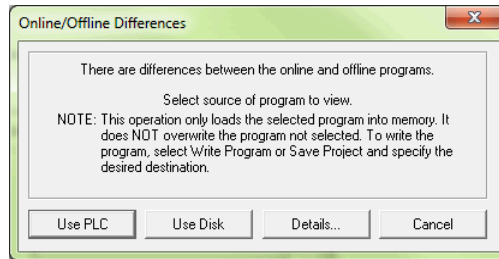 Online/Offline Differences
There are differences between the online and offline programs.
Select source of program to view.
NOTE: This operation only loads the selected program into memory. It
does NOT overwrite the program not selected. To write the
program, select Write Program or Save Project and specify the
desired destination.
Use PLC Use Disk Details... Cancel